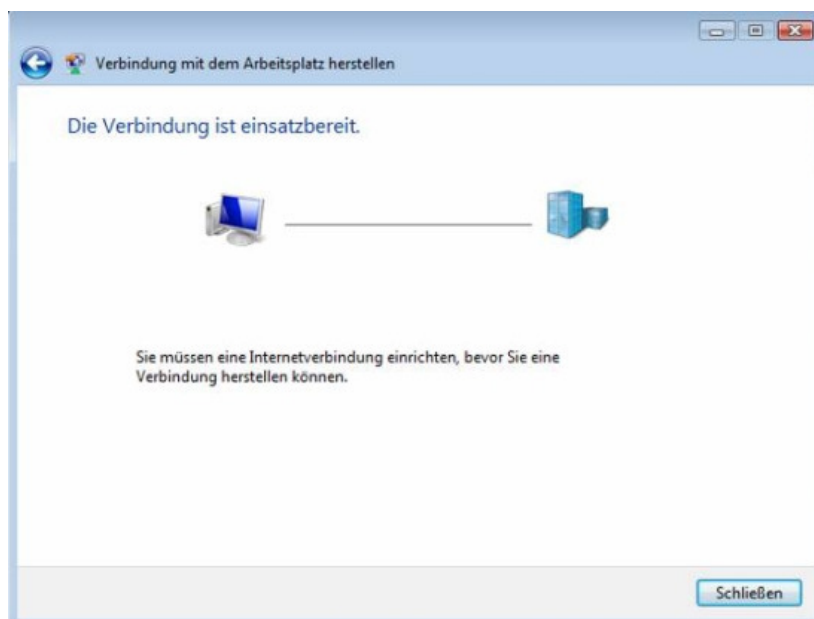 Verbindung mit dem Arbeitsplatz herstellen
Die Verbindung ist einsatzbereit.
Sie müssen eine Internetverbindung einrichten, bevor Sie eine
Verbindung herstellen können.
Schließen